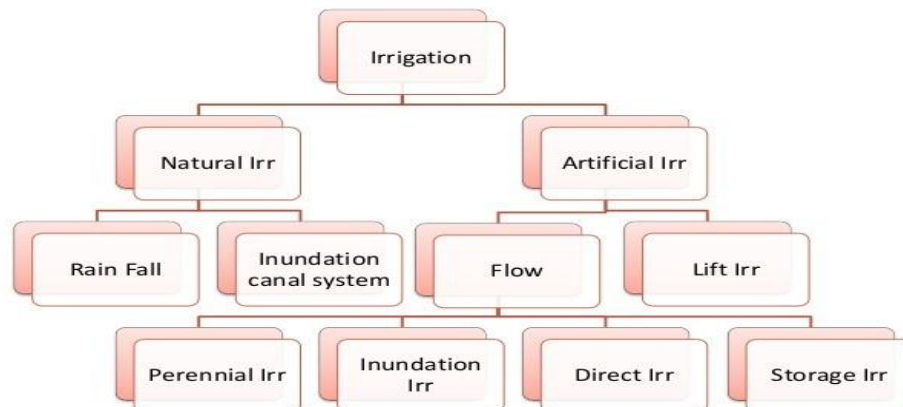 Irrigation
Natural Irr
Artificial Irr
Rain Fall
Inundation
canal system
Flow
Lift Irr
Perennial Irr
Inundation
Irr
Direct Irr
Storage Irr